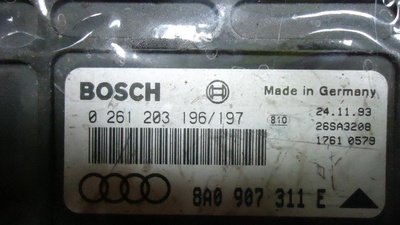 BOSCH
Made in Germany
0 261 203 196/197
810
24.11.93
26SA3208
1761 0579
8A0 907 311 E